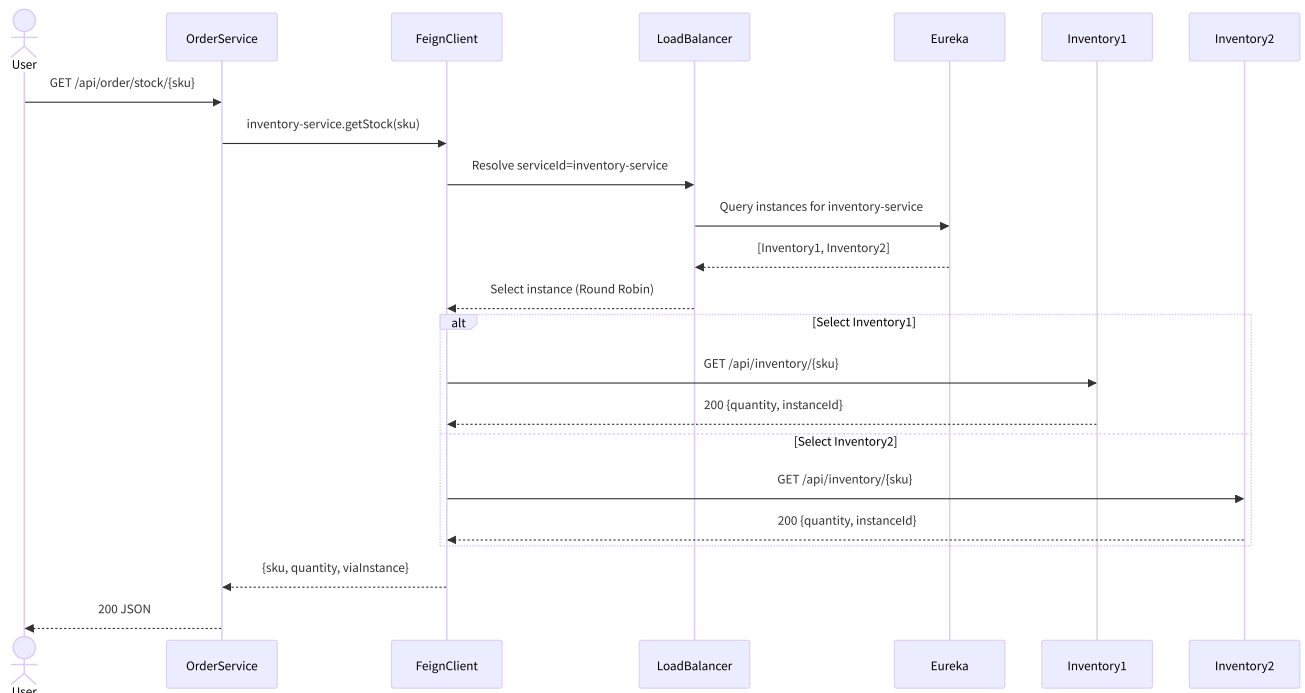 User
OrderService
FeignClient
LoadBalancer
Eureka
Inventory1
Inventory2
GET /api/order/stock/{sku}
inventory-service.getStock(sku)
Resolve serviceId=inventory-service
Query instances for inventory-service
[Inventory1, Inventory2]
Select instance (Round Robin)
alt
[Select Inventory1]
GET /api/inventory/{sku}
200 {quantity, instanceId}
[Select Inventory2]
GET /api/inventory/{sku}
200 {quantity, instanceId}
{sku, quantity, viaInstance}
200 JSON
User
OrderService
FeignClient
LoadBalancer
Eureka
Inventory1
Inventory2